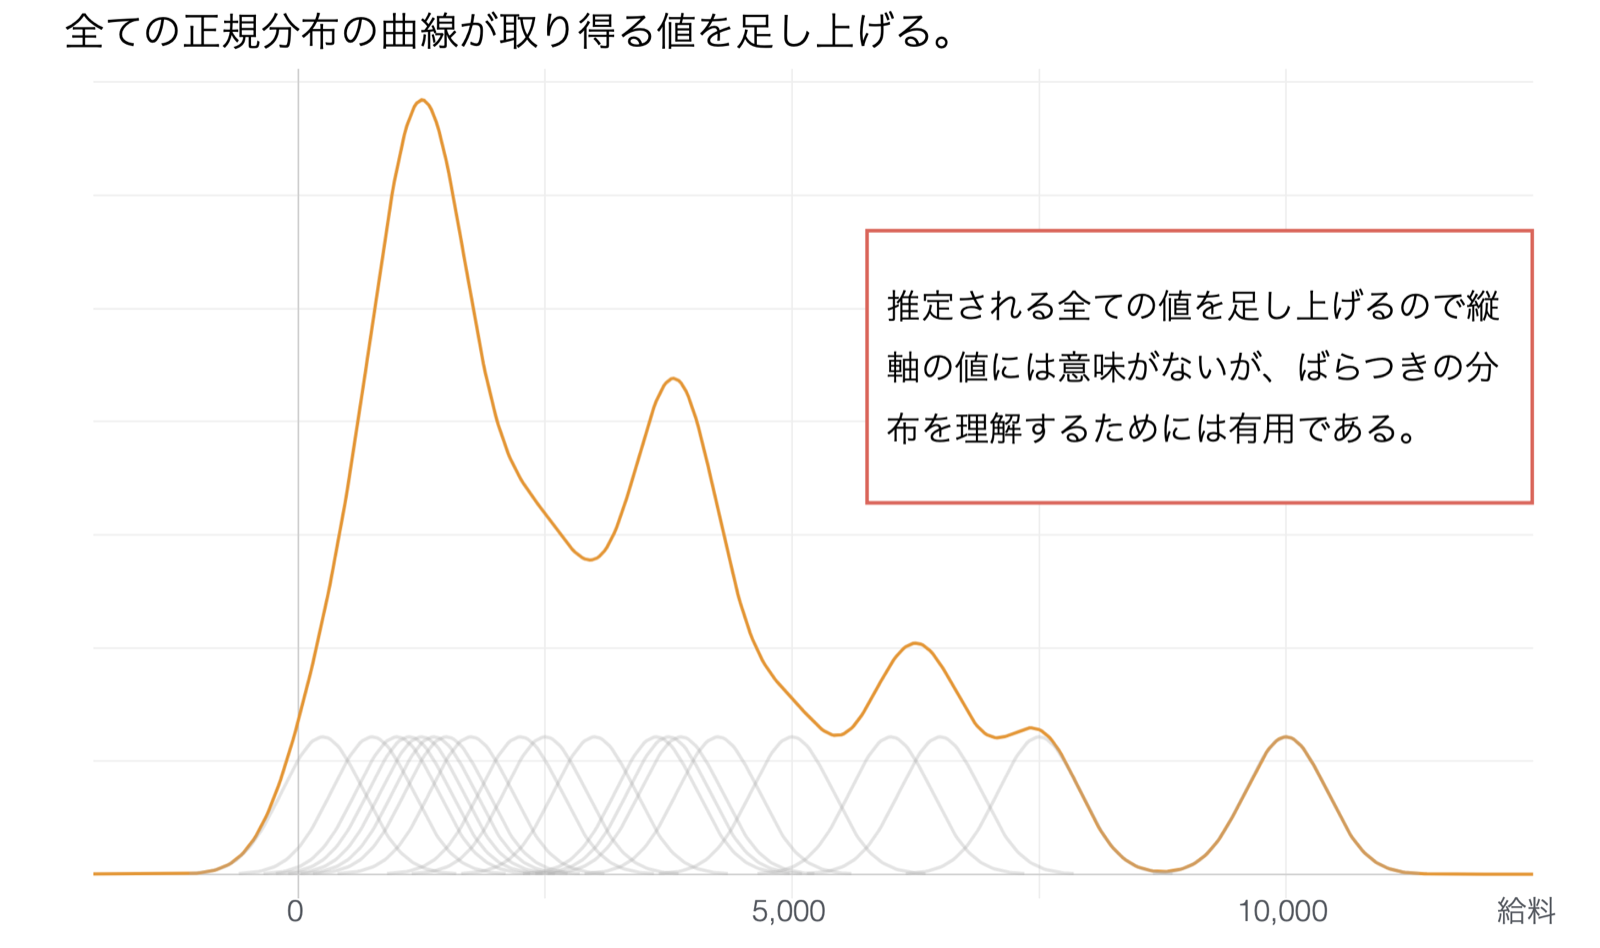 全ての正規分布の曲線が取り得る値を足し上げる。
推定される全ての値を足し上げるので縦
軸の値には意味がないが、ばらつきの分
布を理解するためには有用である。
0
5,000
10,000
給料